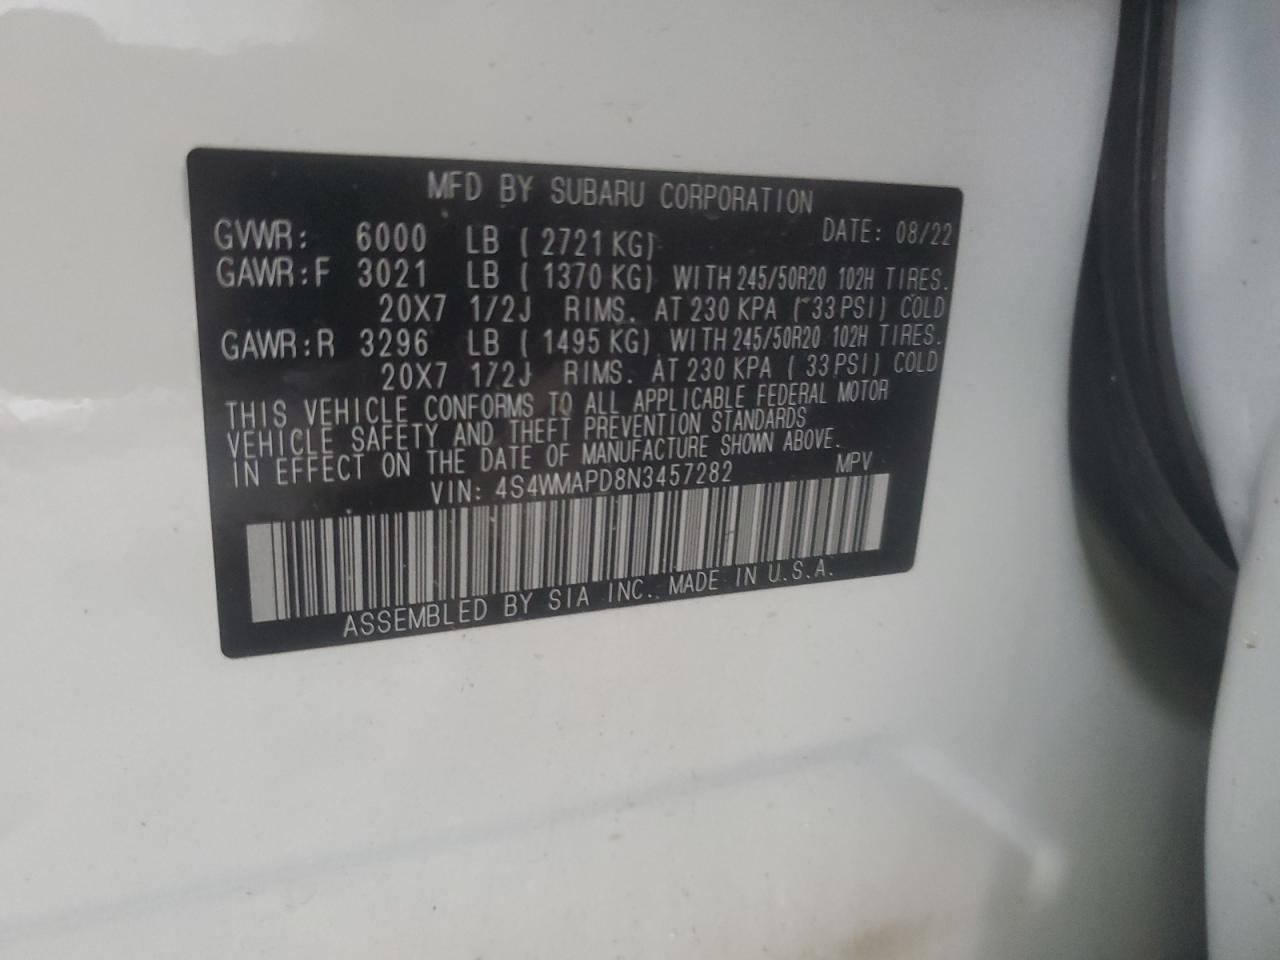 MFD BY SUBARU CORPORATION
GVWR: 6000 LB ( 2721 KG) DATE: 08/22
GAWR:F 3021 LB ( 1370 KG) WITH 245/50R20 102H TIRES.
20X7 1/2J RIMS. AT 230 KPA ( 33 PSI) COLD
GAWR:R 3296 LB ( 1495 KG) WITH 245/50R20 102H TIRES.
20X7 1/2J RIMS. AT 230 KPA ( 33 PSI) COLD
THIS VEHICLE CONFORMS TO ALL APPLICABLE FEDERAL MOTOR
VEHICLE SAFETY AND THEFT PREVENTION STANDARDS
IN EFFECT ON THE DATE OF MANUFACTURE SHOWN ABOVE.
VIN: 4S4WMAPD8N3457282 MPV
ASSEMBLED BY SIA INC., MADE IN U.S.A.